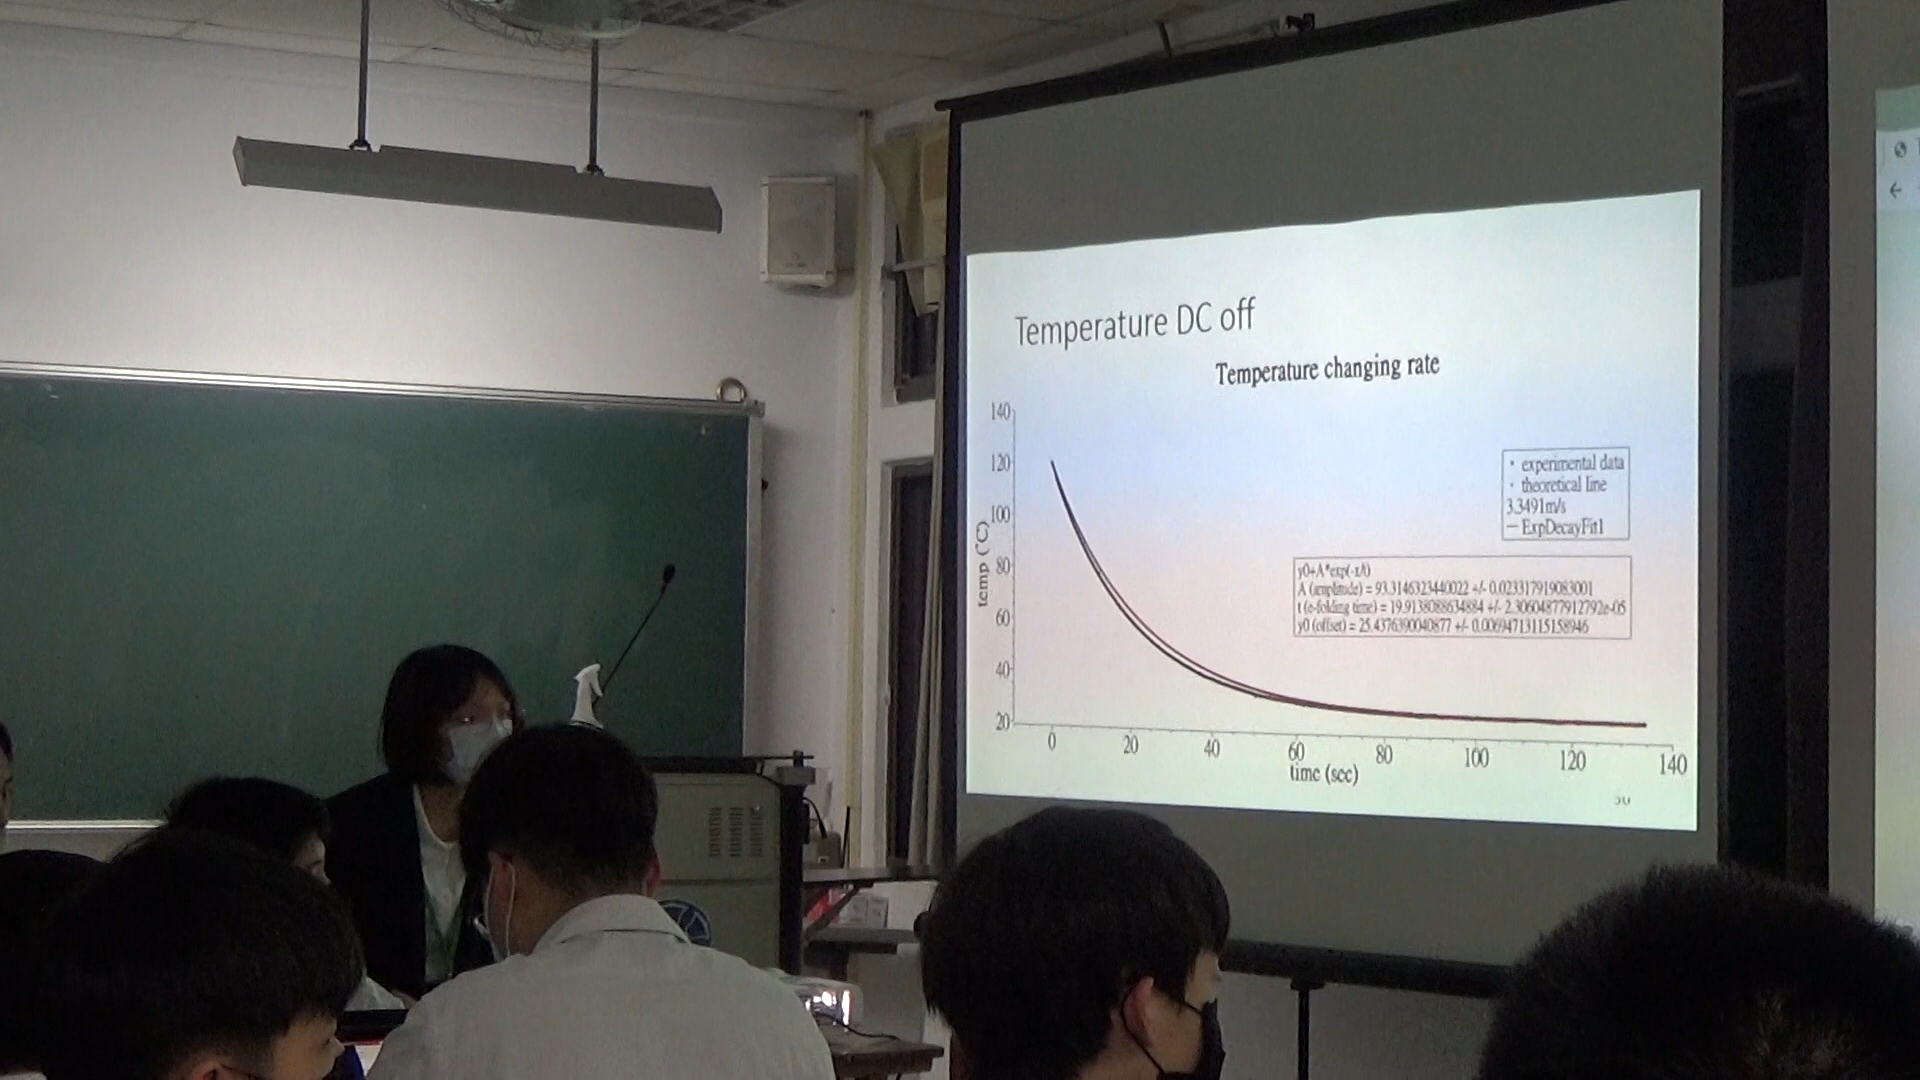 Temperature DC off
Temperature changing rate
140
120
100
80
60
40
20
temp (°C)
0
20
40
60
80
100
120
140
time (sec)
experimental data
theoretical line
3.3491m/s
ExpDecayFit1
y0+A*exp(-x/t)
A (amplitude) = 93.3146323440022 +/- 0.023317919083001
t (e-folding time) = 19.9138088634884 +/- 2.30604877912792e-05
y0 (offset) = 25.4376390040877 +/- 0.00694713115158946